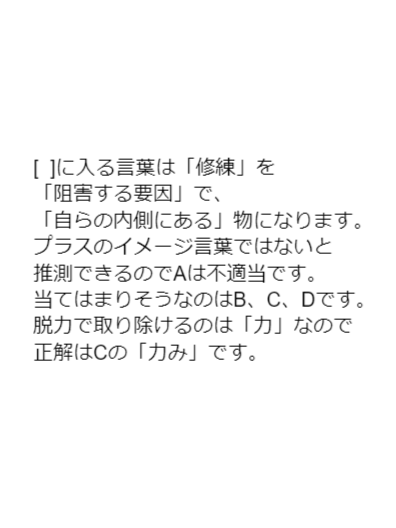 [  ]に入る言葉は「修練」を
「阻害する要因」で、
「自らの内側にある」物になります。
プラスのイメージ言葉ではないと
推測できるのでAは不適当です。
当てはまりそうなのはB、C、Dです。
脱力で取り除けるのは「力」なので
正解はCの「力み」です。